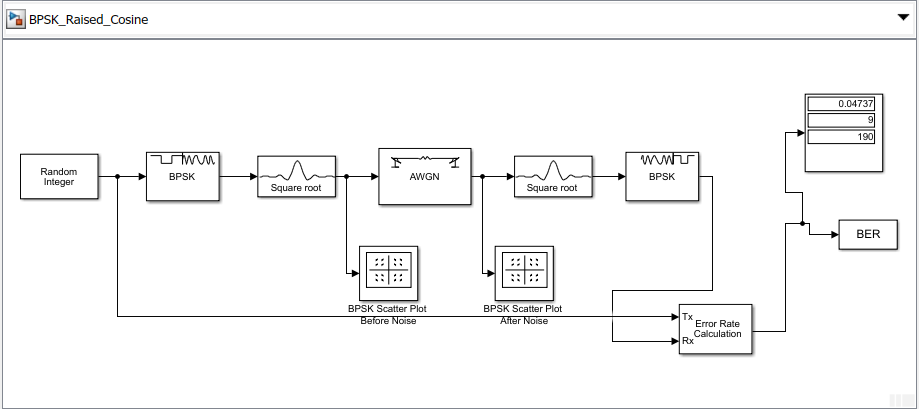 BPSK_Raised_Cosine
0.04737
9
190
Random
Integer
BPSK
Square root
AWGN
Square root
BPSK
BER
BPSK Scatter Plot
Before Noise
BPSK Scatter Plot
After Noise
Tx
Rx
Error Rate
Calculation